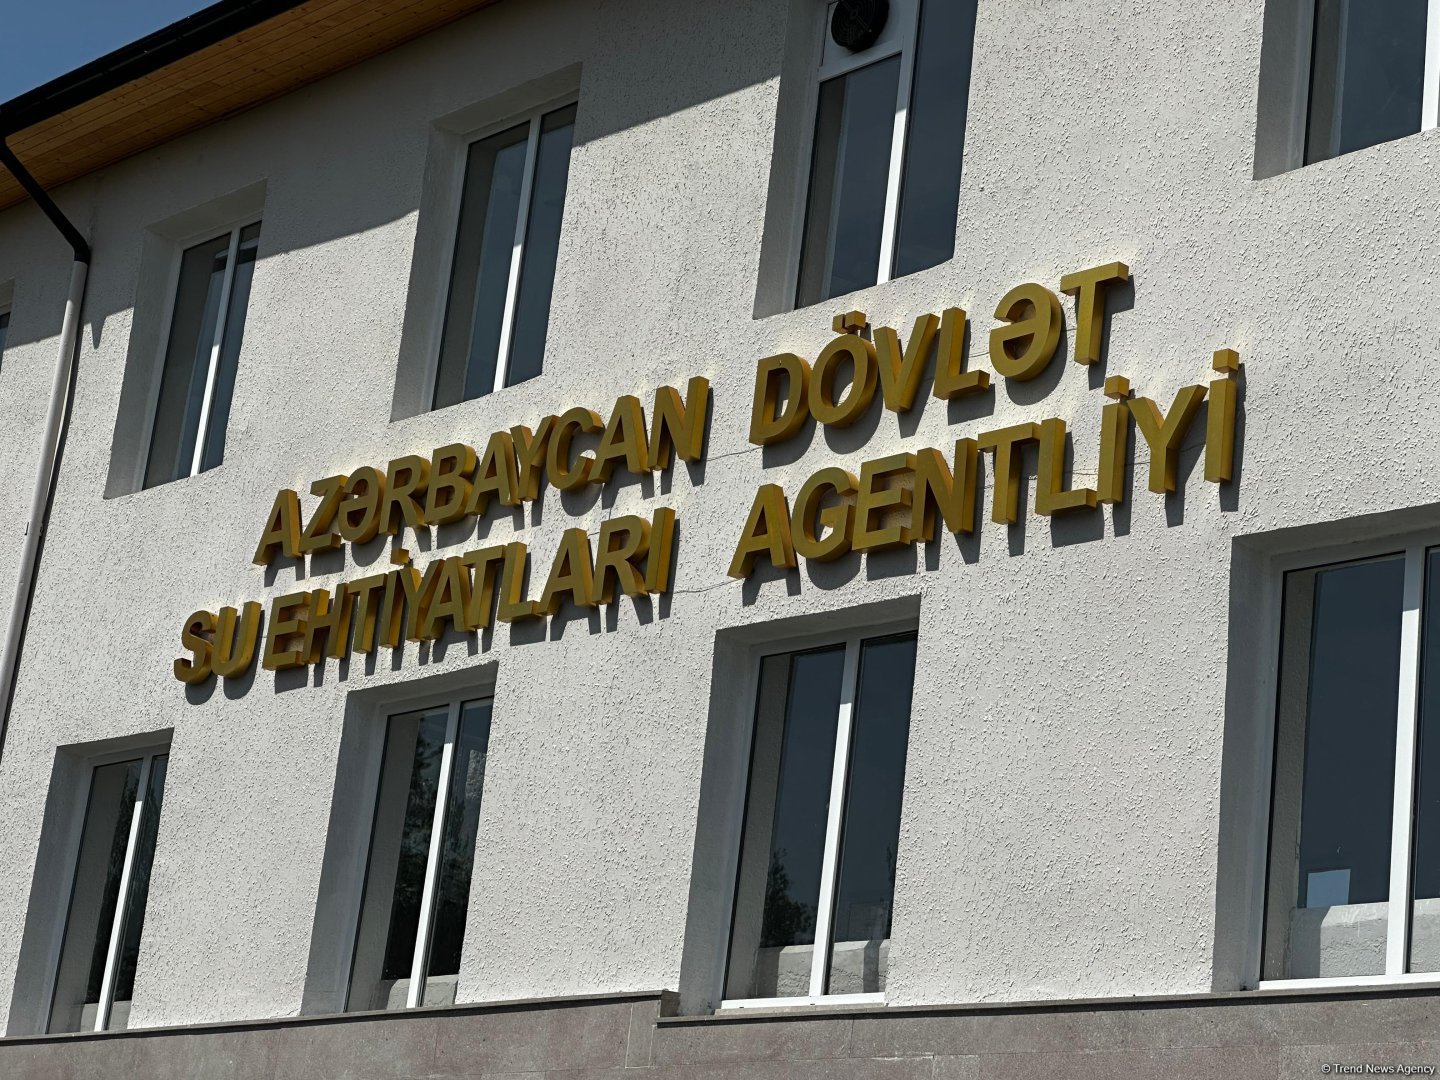 AZƏRBAYCAN DÖVLƏT
SU EHTİYATLARI AGENTLİYİ
© Trend News Agency